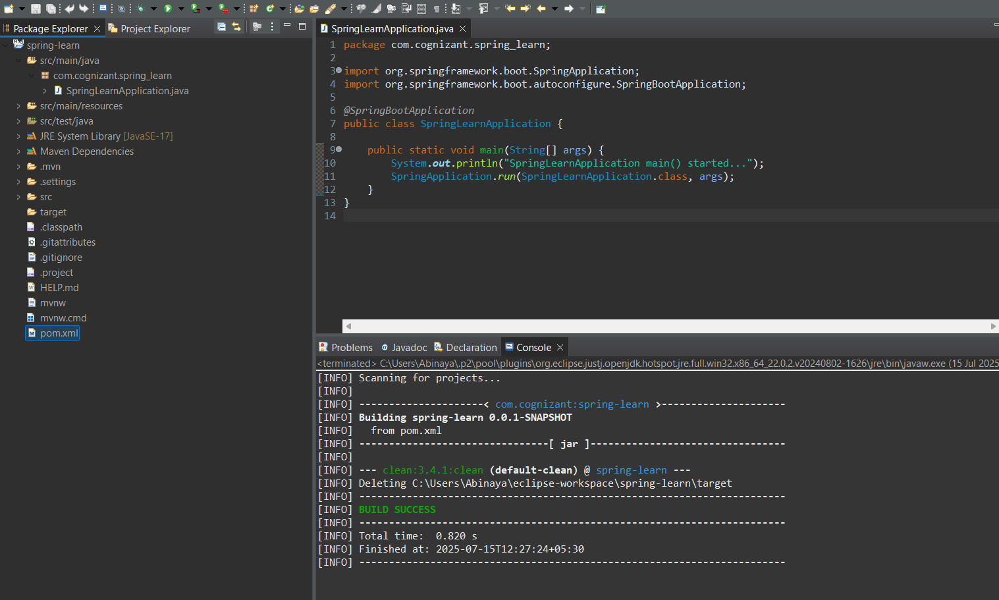 Package Explorer
Project Explorer
spring-learn
src/main/java
com.cognizant.spring_learn
SpringLearnApplication.java
src/main/resources
src/test/java
JRE System Library [JavaSE-17]
Maven Dependencies
.mvn
.settings
src
target
.classpath
.gitattributes
.gitignore
.project
HELP.md
mvnw
mvnw.cmd
pom.xml
SpringLearnApplication.java
1 package com.cognizant.spring_learn;
2
3 import org.springframework.boot.SpringApplication;
4 import org.springframework.boot.autoconfigure.SpringBootApplication;
5
6 @SpringBootApplication
7 public class SpringLearnApplication {
8
9     public static void main(String[] args) {
10         System.out.println("SpringLearnApplication main() started...");
11         SpringApplication.run(SpringLearnApplication.class, args);
12     }
13 }
14
Problems @ Javadoc Declaration Console
<terminated> C:\Users\Abinaya\.p2\pool\plugins\org.eclipse.justj.openjdk.hotspot.jre.full.win32.x86_64_22.0.2.v20240802-1626\jre\bin\javaw.exe (15 Jul 2025
[INFO] Scanning for projects...
[INFO]
[INFO] ---------------------< com.cognizant:spring-learn >---------------------
[INFO] Building spring-learn 0.0.1-SNAPSHOT
[INFO]   from pom.xml
[INFO] --------------------------------[ jar ]---------------------------------
[INFO]
[INFO] --- clean:3.4.1:clean (default-clean) @ spring-learn ---
[INFO] Deleting C:\Users\Abinaya\eclipse-workspace\spring-learn\target
[INFO] ------------------------------------------------------------------------
[INFO] BUILD SUCCESS
[INFO] ------------------------------------------------------------------------
[INFO] Total time:  0.820 s
[INFO] Finished at: 2025-07-15T12:27:24+05:30
[INFO] ------------------------------------------------------------------------